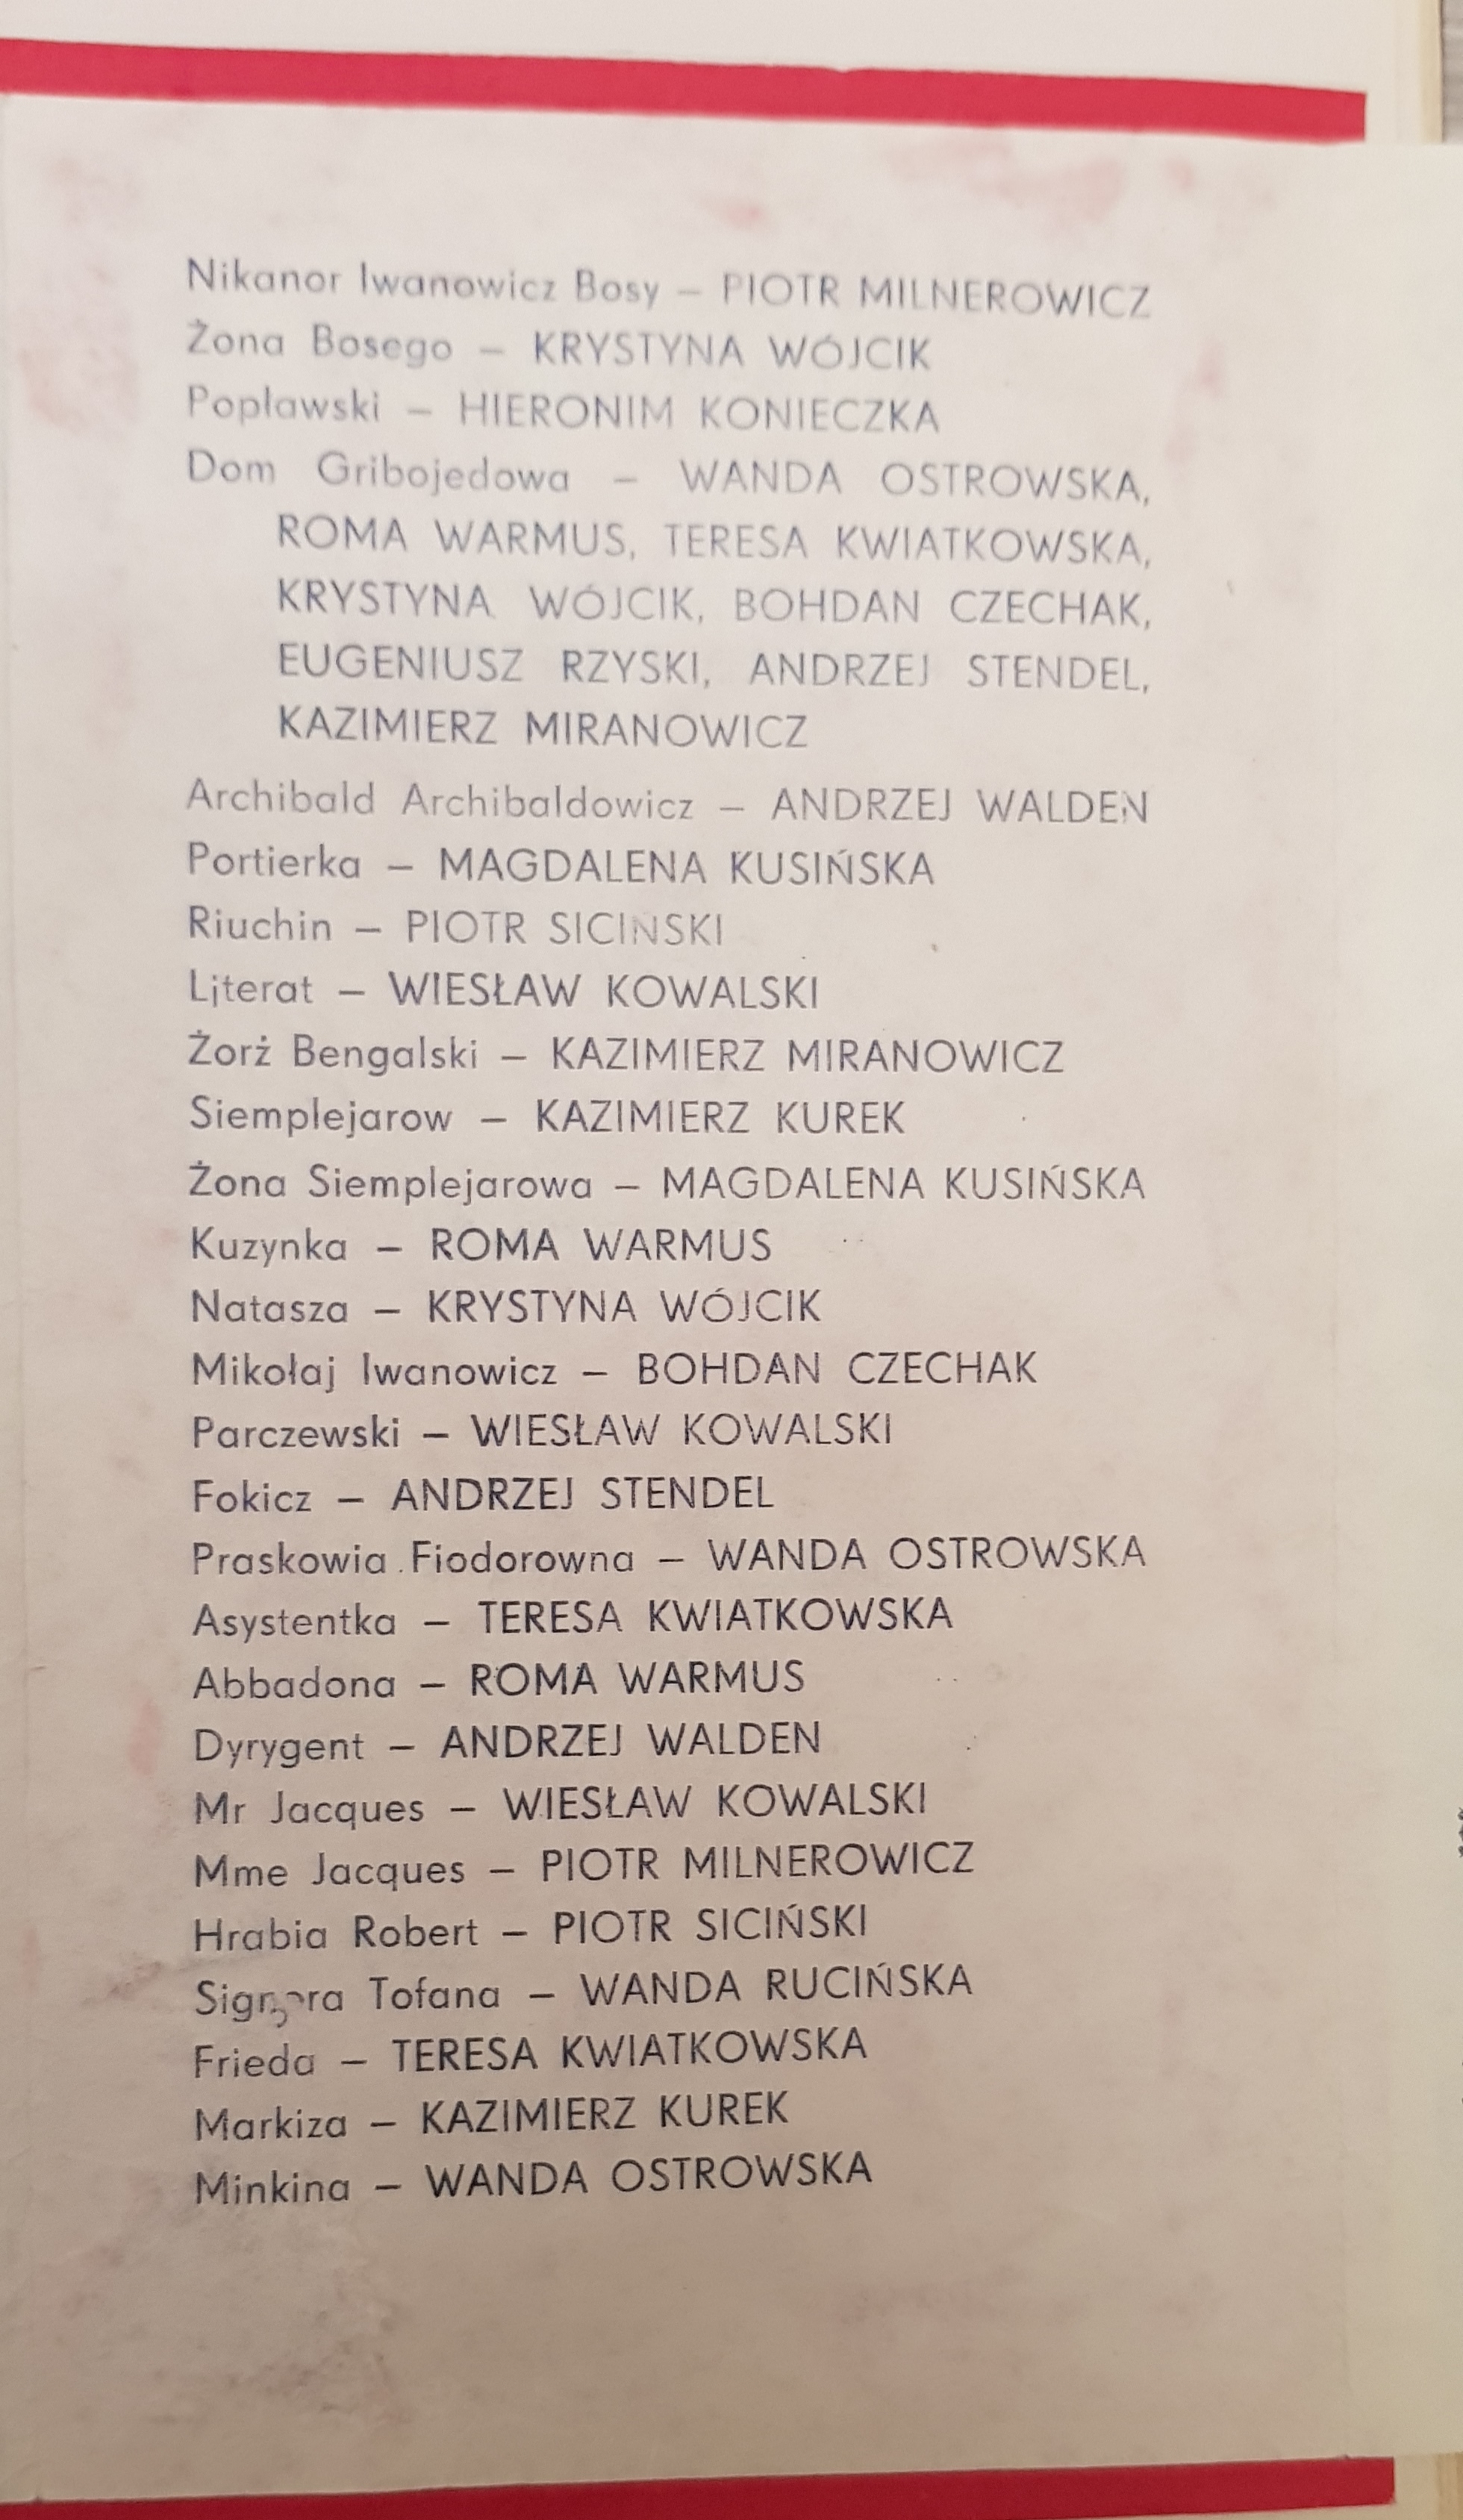 Nikanor Iwanowicz Bosy – PIOTR MILNEROWICZ
Żona Bosego – KRYSTYNA WÓJCIK
Popławski – HIERONIM KONIECZKA
Dom Gribojedowa – WANDA OSTROWSKA,
ROMA WARMUS, TERESA KWIATKOWSKA,
KRYSTYNA WÓJCIK, BOHDAN CZECHAK,
EUGENIUSZ RZYSKI, ANDRZEJ STENDEL,
KAZIMIERZ MIRANOWICZ
Archibald Archibaldowicz – ANDRZEJ WALDEN
Portierka – MAGDALENA KUSIŃSKA
Riuchin – PIOTR SICIŃSKI
Literat – WIESŁAW KOWALSKI
Żorż Bengalski – KAZIMIERZ MIRANOWICZ
Siemplejarow – KAZIMIERZ KUREK
Żona Siemplejarowa – MAGDALENA KUSIŃSKA
Kuzynka – ROMA WARMUS
Natasza – KRYSTYNA WÓJCIK
Mikołaj Iwanowicz – BOHDAN CZECHAK
Parczewski – WIESŁAW KOWALSKI
Fokicz – ANDRZEJ STENDEL
Praskowia Fiodorowna – WANDA OSTROWSKA
Asystentka – TERESA KWIATKOWSKA
Abbadona – ROMA WARMUS
Dyrygent – ANDRZEJ WALDEN
Mr Jacques – WIESŁAW KOWALSKI
Mme Jacques – PIOTR MILNEROWICZ
Hrabia Robert – PIOTR SICIŃSKI
Signora Tofana – WANDA RUCIŃSKA
Frieda – TERESA KWIATKOWSKA
Markiza – KAZIMIERZ KUREK
Minkina – WANDA OSTROWSKA